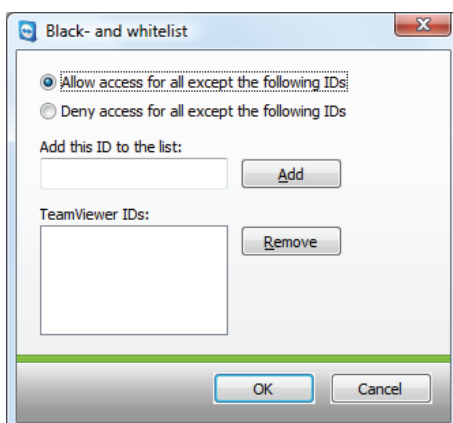 Black- and whitelist
Allow access for all except the following IDs
Deny access for all except the following IDs
Add this ID to the list:
Add
TeamViewer IDs:
Remove
OK
Cancel